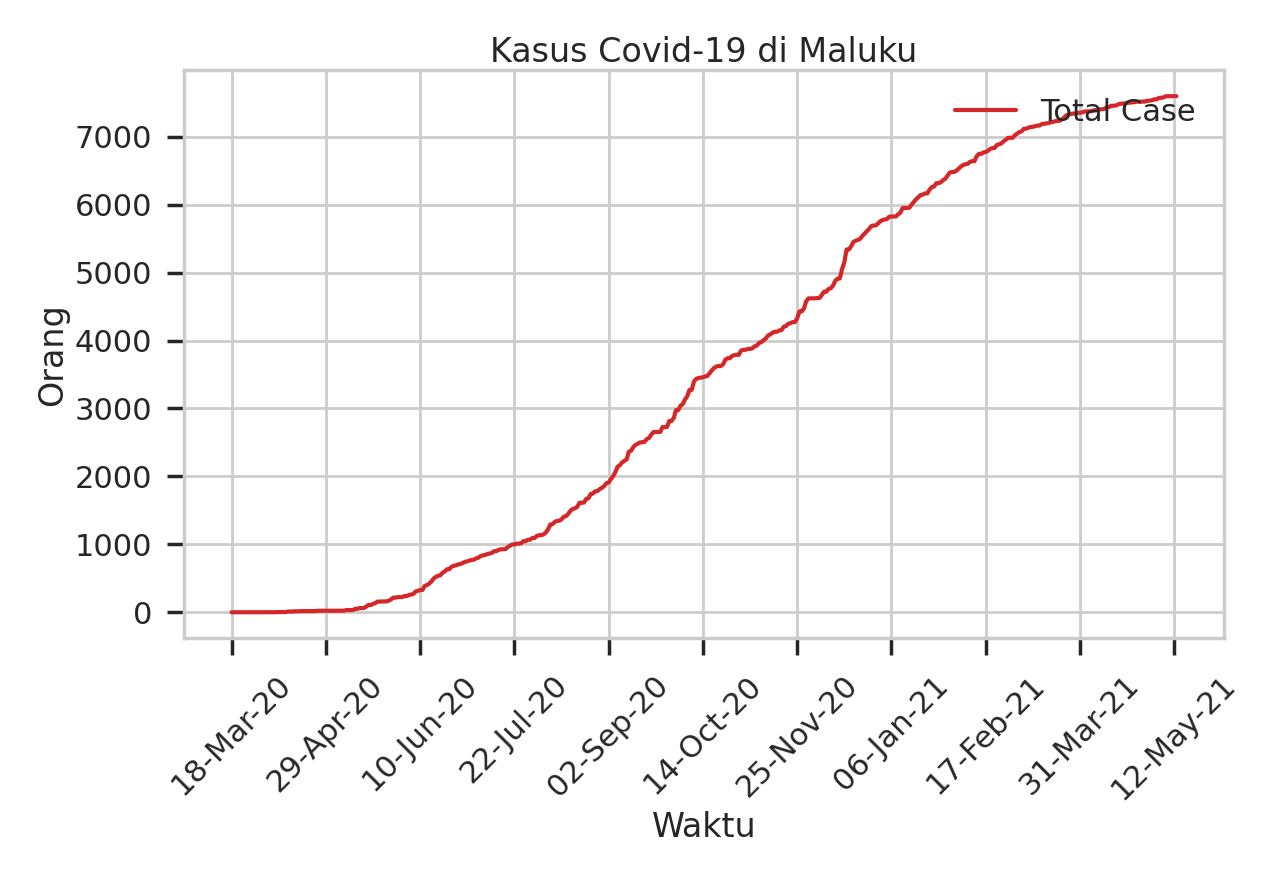 Kasus Covid-19 di Maluku
Total Case
Orang
7000
6000
5000
4000
3000
2000
1000
0
18-Mar-20
29-Apr-20
10-Jun-20
22-Jul-20
02-Sep-20
14-Oct-20
25-Nov-20
06-Jan-21
17-Feb-21
31-Mar-21
12-May-21
Waktu